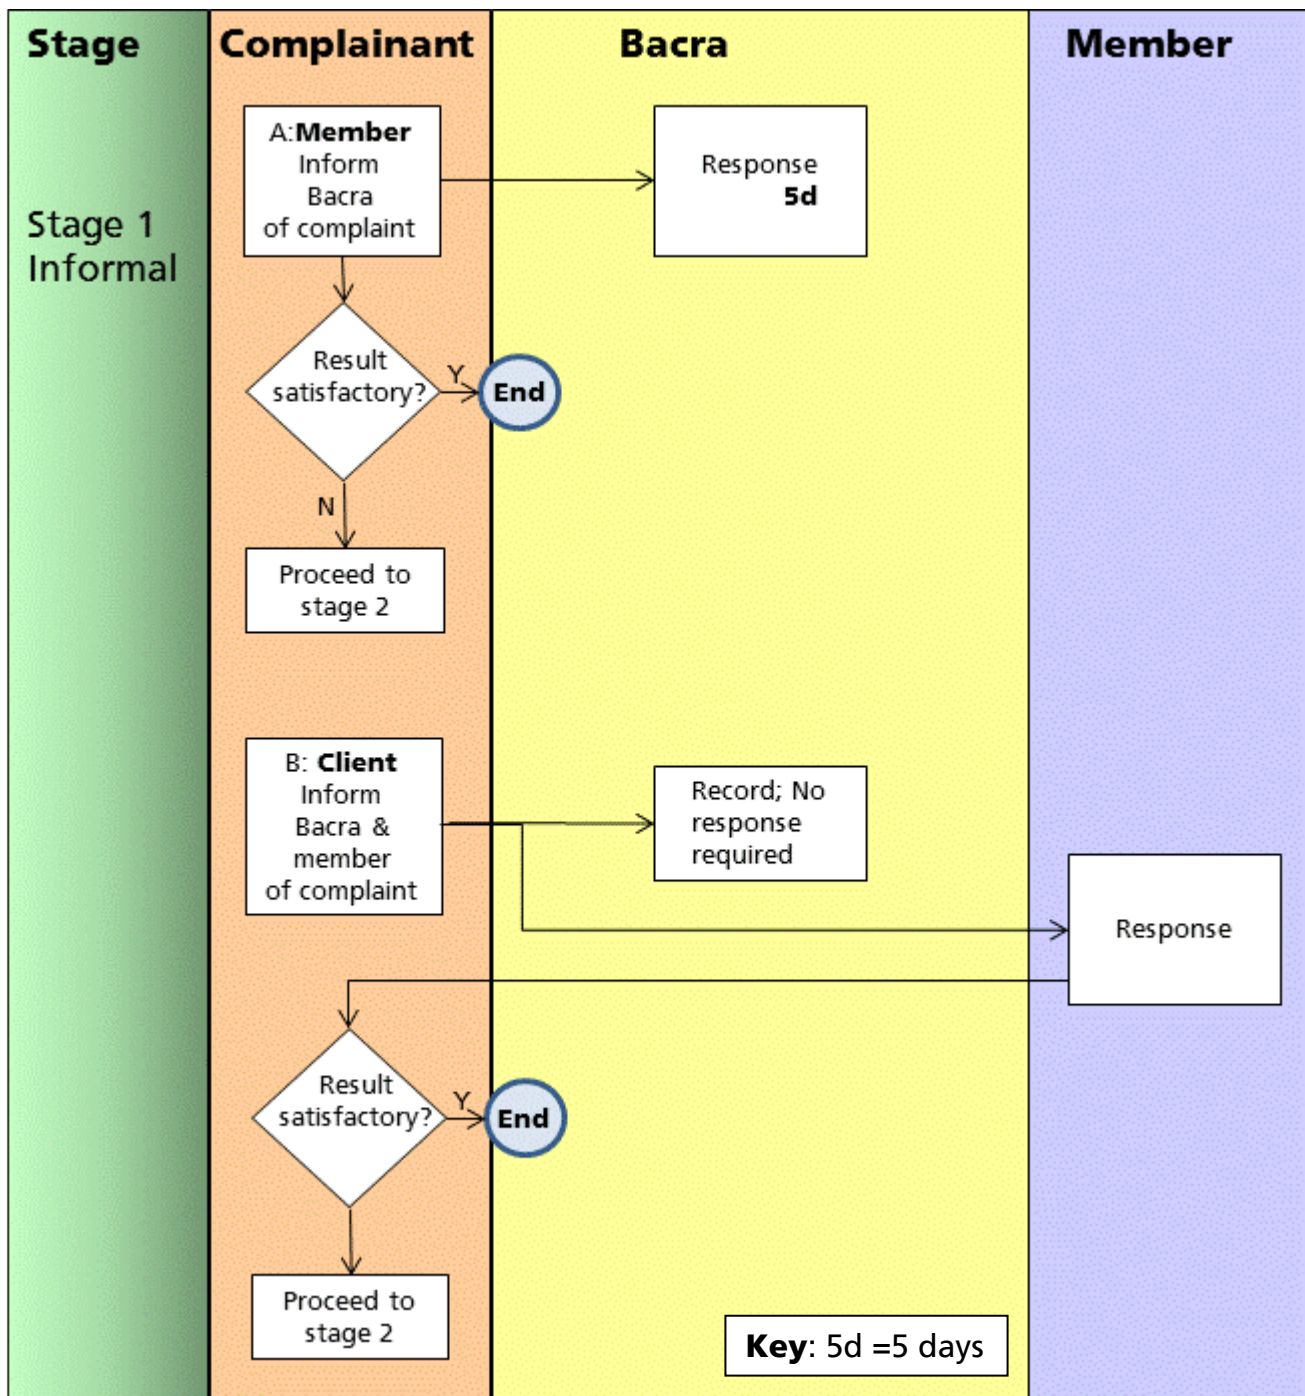 Stage
Complainant
Bacra
Member
Stage 1
Informal
A:Member
Inform
Bacra
of complaint
Response
5d
Result
satisfactory?
Y
End
N
Proceed to
stage 2
B: Client
Inform
Bacra &
member
of complaint
Record; No
response
required
Response
Result
satisfactory?
Y
End
Proceed to
stage 2
Key: 5d =5 days